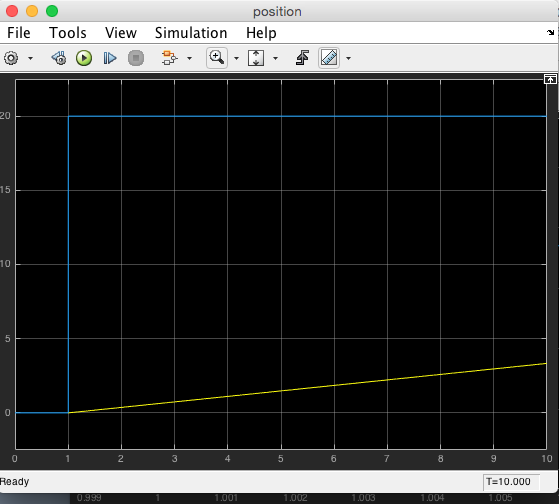 position
File Tools View Simulation Help
20
15
10
5
0
0 1 2 3 4 5 6 7 8 9 10
Ready T=10.000
0.999 1 1.001 1.002 1.003 1.004 1.005